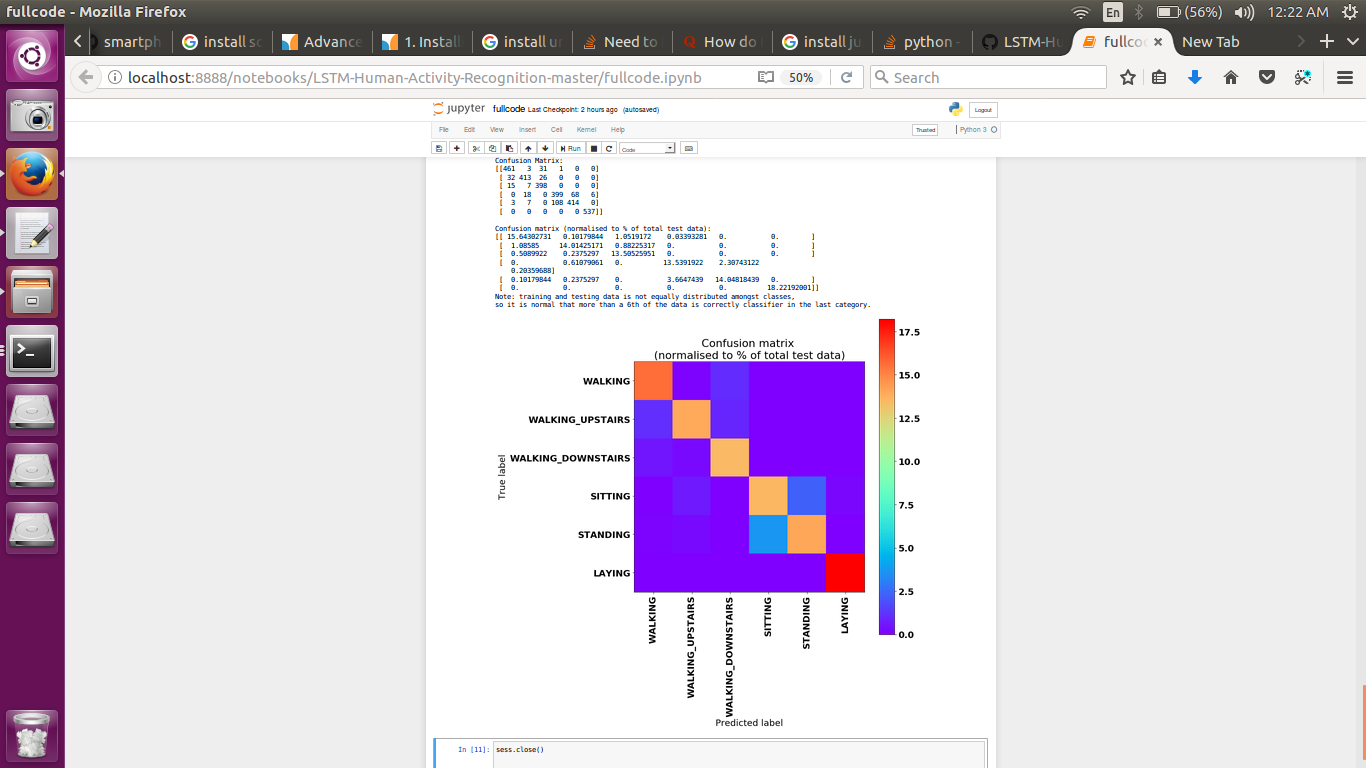 fullcode - Mozilla Firefox
En (56%) 12:22 AM
smartph install sc Advance 1. Install install ur Need to How do install ju python - LSTM-Hu fullco New Tab
localhost:8888/notebooks/LSTM-Human-Activity-Recognition-master/fullcode.ipynb 50% Search
jupyter fullcode Last Checkpoint: 2 hours ago (autosaved) Logout
File Edit View Insert Cell Kernel Help Trusted Python 3
Run Code
Confusion Matrix:
[[461 3 31 1 0 0]
[ 32 413 26 0 0 0]
[ 15 7 398 0 0 0]
[ 0 18 0 399 68 6]
[ 3 7 0 108 414 0]
[ 0 0 0 0 0 537]]
Confusion matrix (normalised to % of total test data):
[[ 15.64302731 0.10179844 1.0519172 0.03393281 0. 0. ]
[ 1.08585 14.01425171 0.88225317 0. 0. 0. ]
[ 0.5089922 0.2375297 13.50525951 0. 0. 0. ]
[ 0. 0.61079061 0. 13.5391922 2.30743122
0.20359688]
[ 0.10179844 0.2375297 0. 3.6647439 14.04818439 0. ]
[ 0. 0. 0. 0. 0. 18.22192001]]
Note: training and testing data is not equally distributed amongst classes,
so it is normal that more than a 6th of the data is correctly classifier in the last category.
Confusion matrix
(normalised to % of total test data)
True label
WALKING
WALKING_UPSTAIRS
WALKING_DOWNSTAIRS
SITTING
STANDING
LAYING
WALKING
WALKING_UPSTAIRS
WALKING_DOWNSTAIRS
SITTING
STANDING
LAYING
Predicted label
17.5
15.0
12.5
10.0
7.5
5.0
2.5
0.0
In [11]: sess.close()